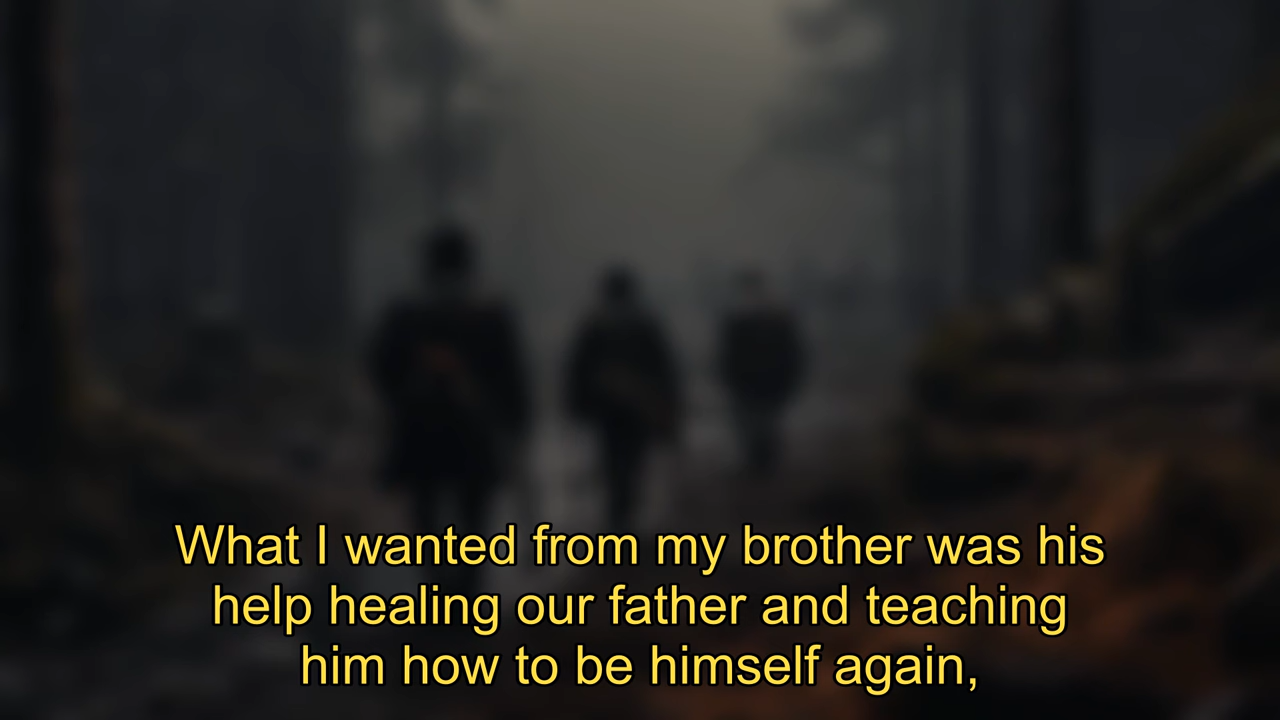 What I wanted from my brother was his
help healing our father and teaching
him how to be himself again,